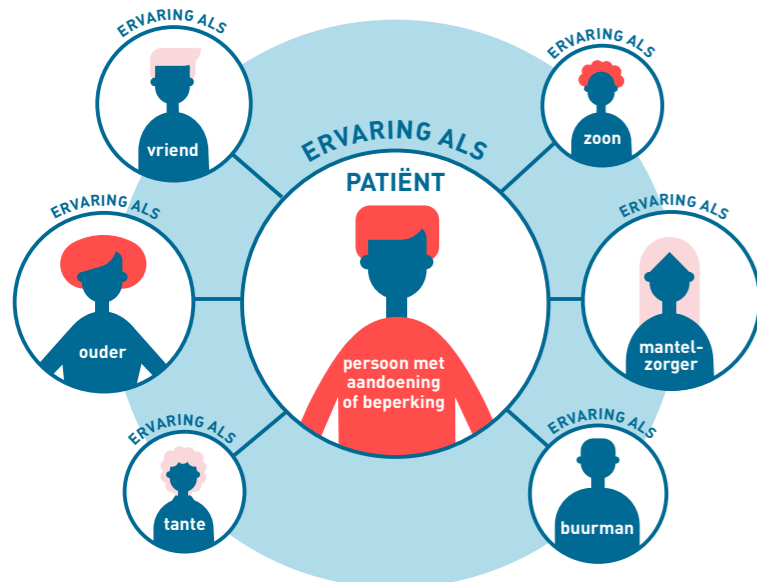 ERVARING ALS
vriend
ERVARING ALS
zoon
ERVARING ALS
PATIËNT
persoon met
aandoening
of beperking
ERVARING ALS
ouder
ERVARING ALS
mantel-
zorger
ERVARING ALS
tante
ERVARING ALS
buurman